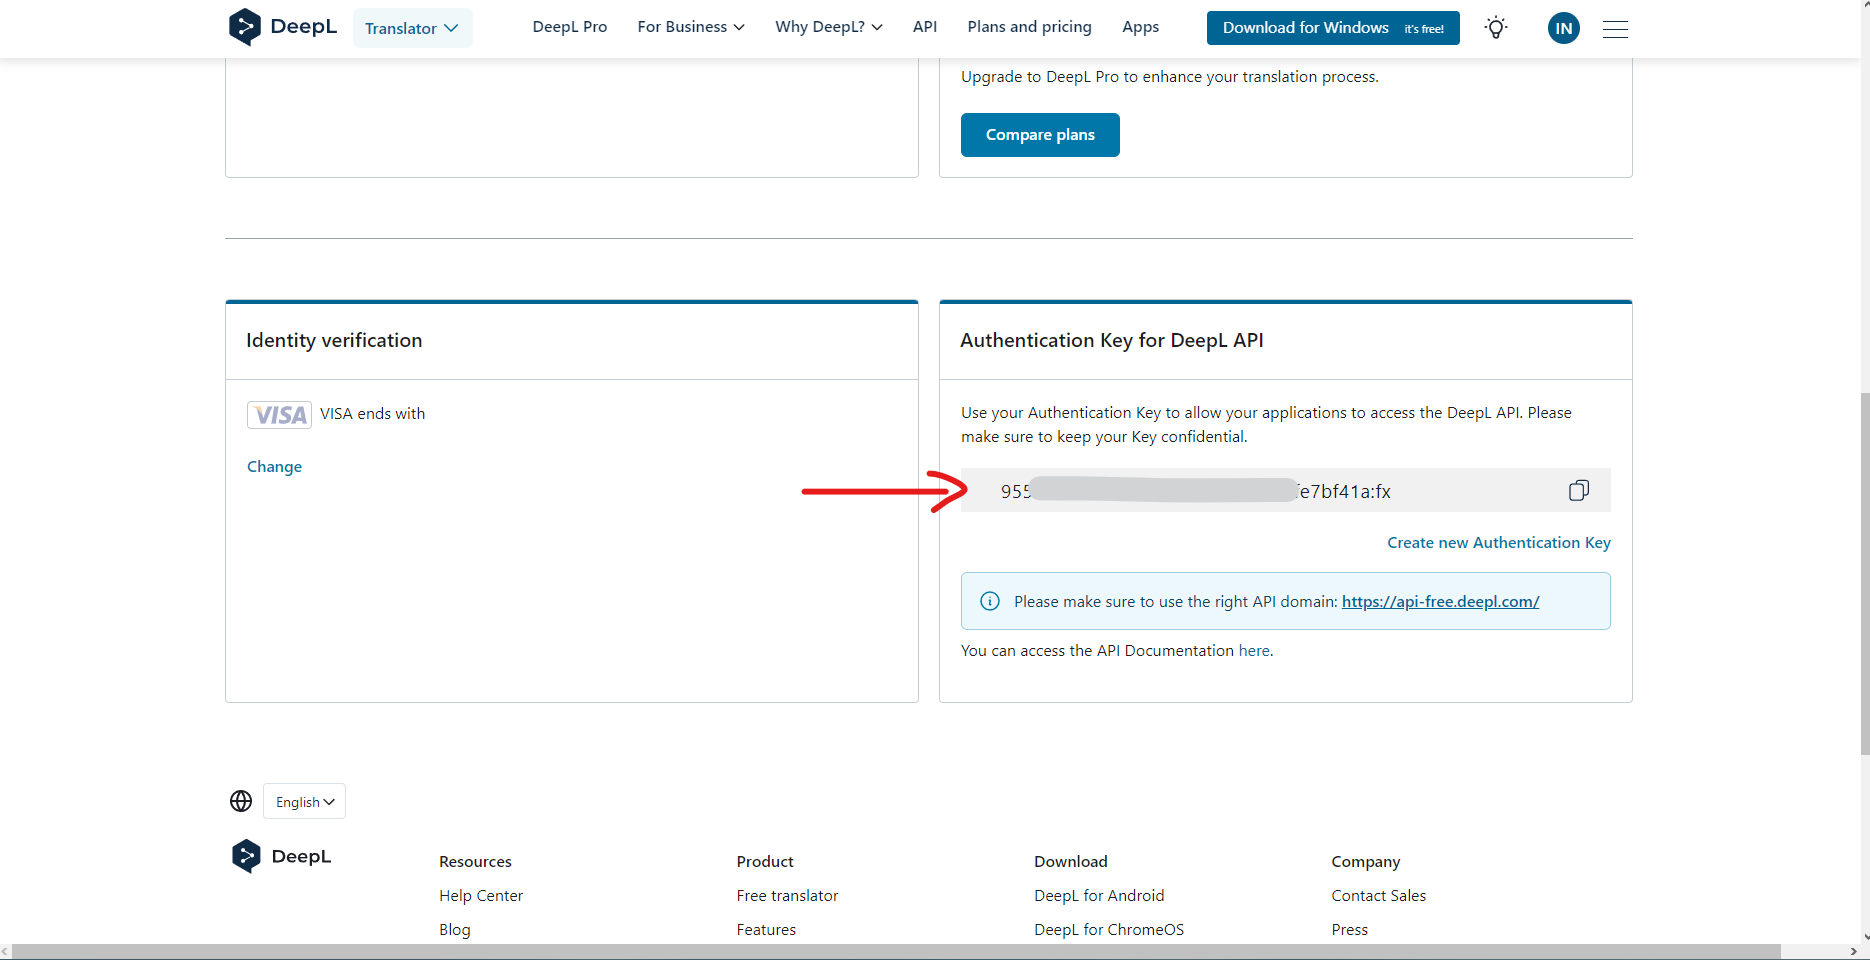 DeepL
Translator
DeepL Pro
For Business
Why DeepL?
API
Plans and pricing
Apps
Download for Windows it's free!
IN
Upgrade to DeepL Pro to enhance your translation process.
Compare plans
Identity verification
VISA VISA ends with
Change
Authentication Key for DeepL API
Use your Authentication Key to allow your applications to access the DeepL API. Please
make sure to keep your Key confidential.
955 e7bf41a:fx
Create new Authentication Key
Please make sure to use the right API domain: https://api-free.deepl.com/
You can access the API Documentation here.
English
DeepL
Resources
Help Center
Blog
Product
Free translator
Features
Download
DeepL for Android
DeepL for ChromeOS
Company
Contact Sales
Press